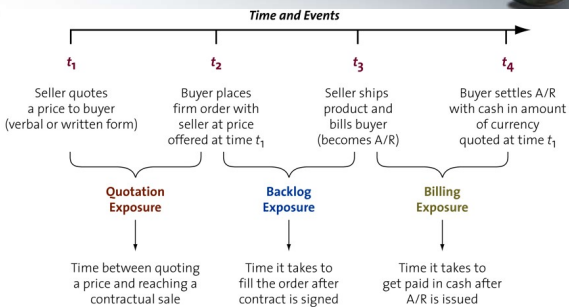 Time and Events
t1 t2 t3 t4
Seller quotes
a price to buyer
(verbal or written form)
Buyer places
firm order with
seller at price
offered at time t1
Seller ships
product and
bills buyer
(becomes A/R)
Buyer settles A/R
with cash in amount
of currency
quoted at time t1
Quotation
Exposure
Backlog
Exposure
Billing
Exposure
Time between quoting
a price and reaching a
contractual sale
Time it takes to
fill the order after
contract is signed
Time it takes to
get paid in cash after
A/R is issued